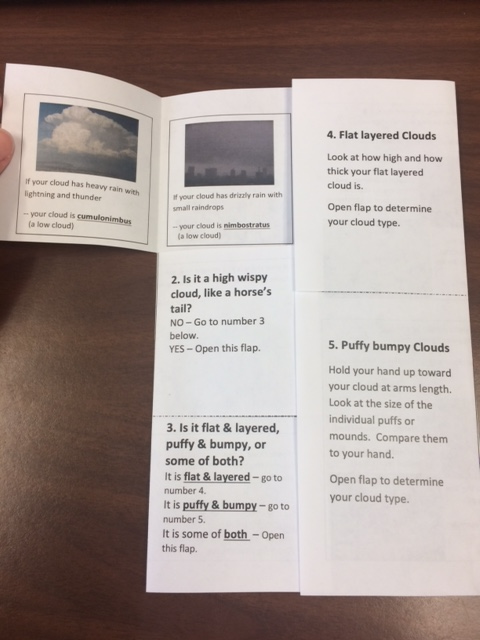 If your cloud has heavy rain with
lightning and thunder
-- your cloud is cumulonimbus
(a low cloud)
If your cloud has drizzly rain with
small raindrops
-- your cloud is nimbostratus
(a low cloud)
2. Is it a high wispy
cloud, like a horse's
tail?
NO – Go to number 3
below.
YES – Open this flap.
3. Is it flat & layered,
puffy & bumpy, or
some of both?
It is flat & layered – go to
number 4.
It is puffy & bumpy – go to
number 5.
It is some of both – Open
this flap.
4. Flat layered Clouds
Look at how high and how
thick your flat layered
cloud is.
Open flap to determine
your cloud type.
5. Puffy bumpy Clouds
Hold your hand up toward
your cloud at arms length.
Look at the size of the
individual puffs or
mounds. Compare them
to your hand.
Open flap to determine
your cloud type.